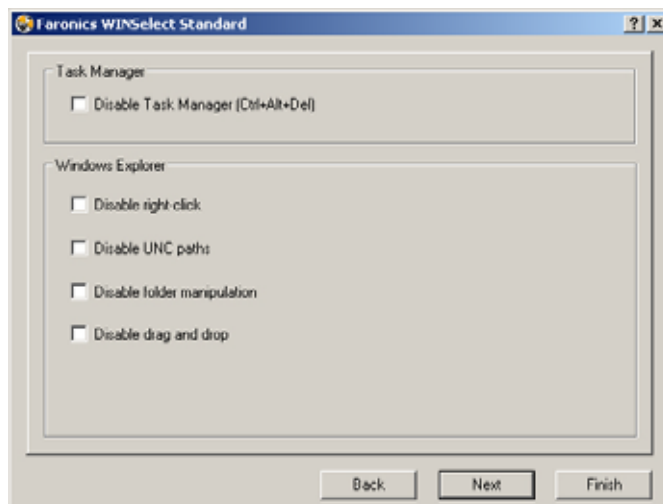 Faronics WINSelect Standard
Task Manager
Disable Task Manager (Ctrl+Alt+Del)
Windows Explorer
Disable right-click
Disable UNC paths
Disable folder manipulation
Disable drag and drop
Back Next Finish